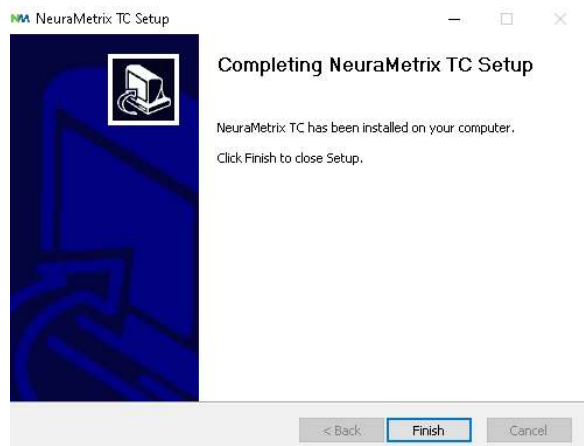 NM NeuraMetrix TC Setup
Completing NeuraMetrix TC Setup
NeuraMetrix TC has been installed on your computer.
Click Finish to close Setup.
< Back
Finish
Cancel